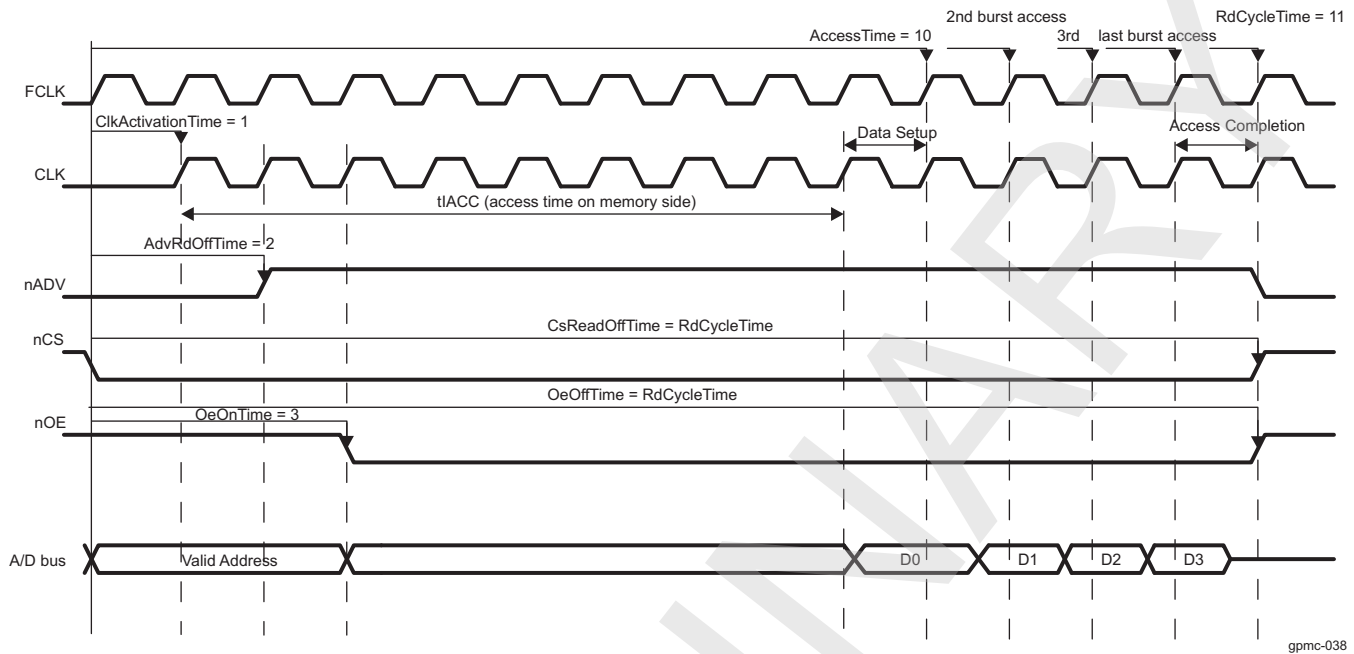 2nd burst access
RdCycleTime = 11
AccessTime = 10
3rd
last burst access
FCLK
ClkActivationTime = 1
Data Setup
Access Completion
CLK
tIACC (access time on memory side)
AdvRdOffTime = 2
nADV
CsReadOffTime = RdCycleTime
nCS
OeOffTime = RdCycleTime
OeOnTime = 3
nOE
A/D bus
Valid Address
D0
D1
D2
D3
gpmc-038